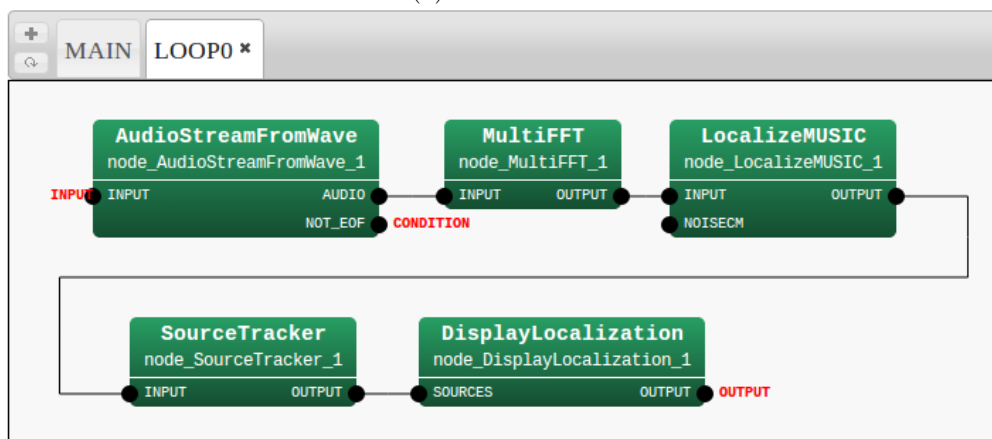 MAIN
LOOP0
AudioStreamFromWave
node_AudioStreamFromWave_1
INPUT
INPUT
AUDIO
NOT_EOF
CONDITION
MultiFFT
node_MultiFFT_1
INPUT
OUTPUT
LocalizeMUSIC
node_LocalizeMUSIC_1
INPUT
OUTPUT
NOISECM
SourceTracker
node_SourceTracker_1
INPUT
OUTPUT
DisplayLocalization
node_DisplayLocalization_1
SOURCES
OUTPUT
OUTPUT